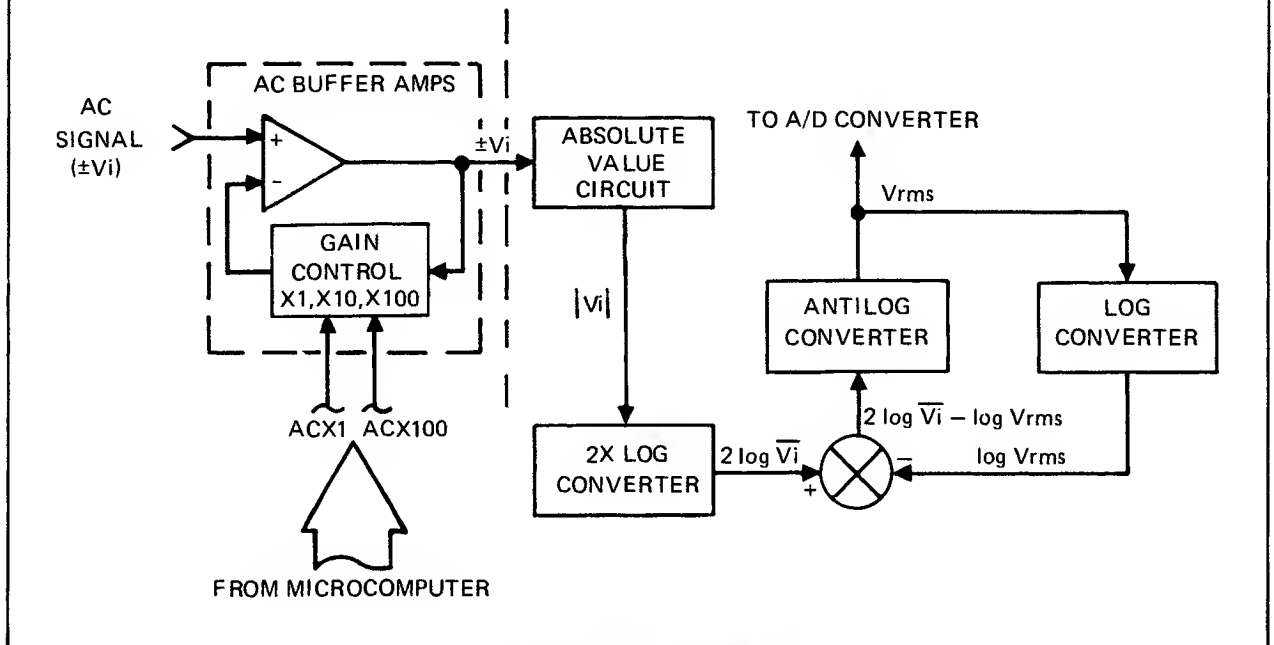 AC BUFFER AMPS
AC
SIGNAL
(±Vi)
+
−
GAIN
CONTROL
X1, X10, X100
ACX1 ACX100
FROM MICROCOMPUTER
±Vi
ABSOLUTE
VALUE
CIRCUIT
|Vi|
2X LOG
CONVERTER
2 log V̅i̅
+
−
2 log V̅i̅ − log Vrms
log Vrms
ANTILOG
CONVERTER
LOG
CONVERTER
Vrms
TO A/D CONVERTER